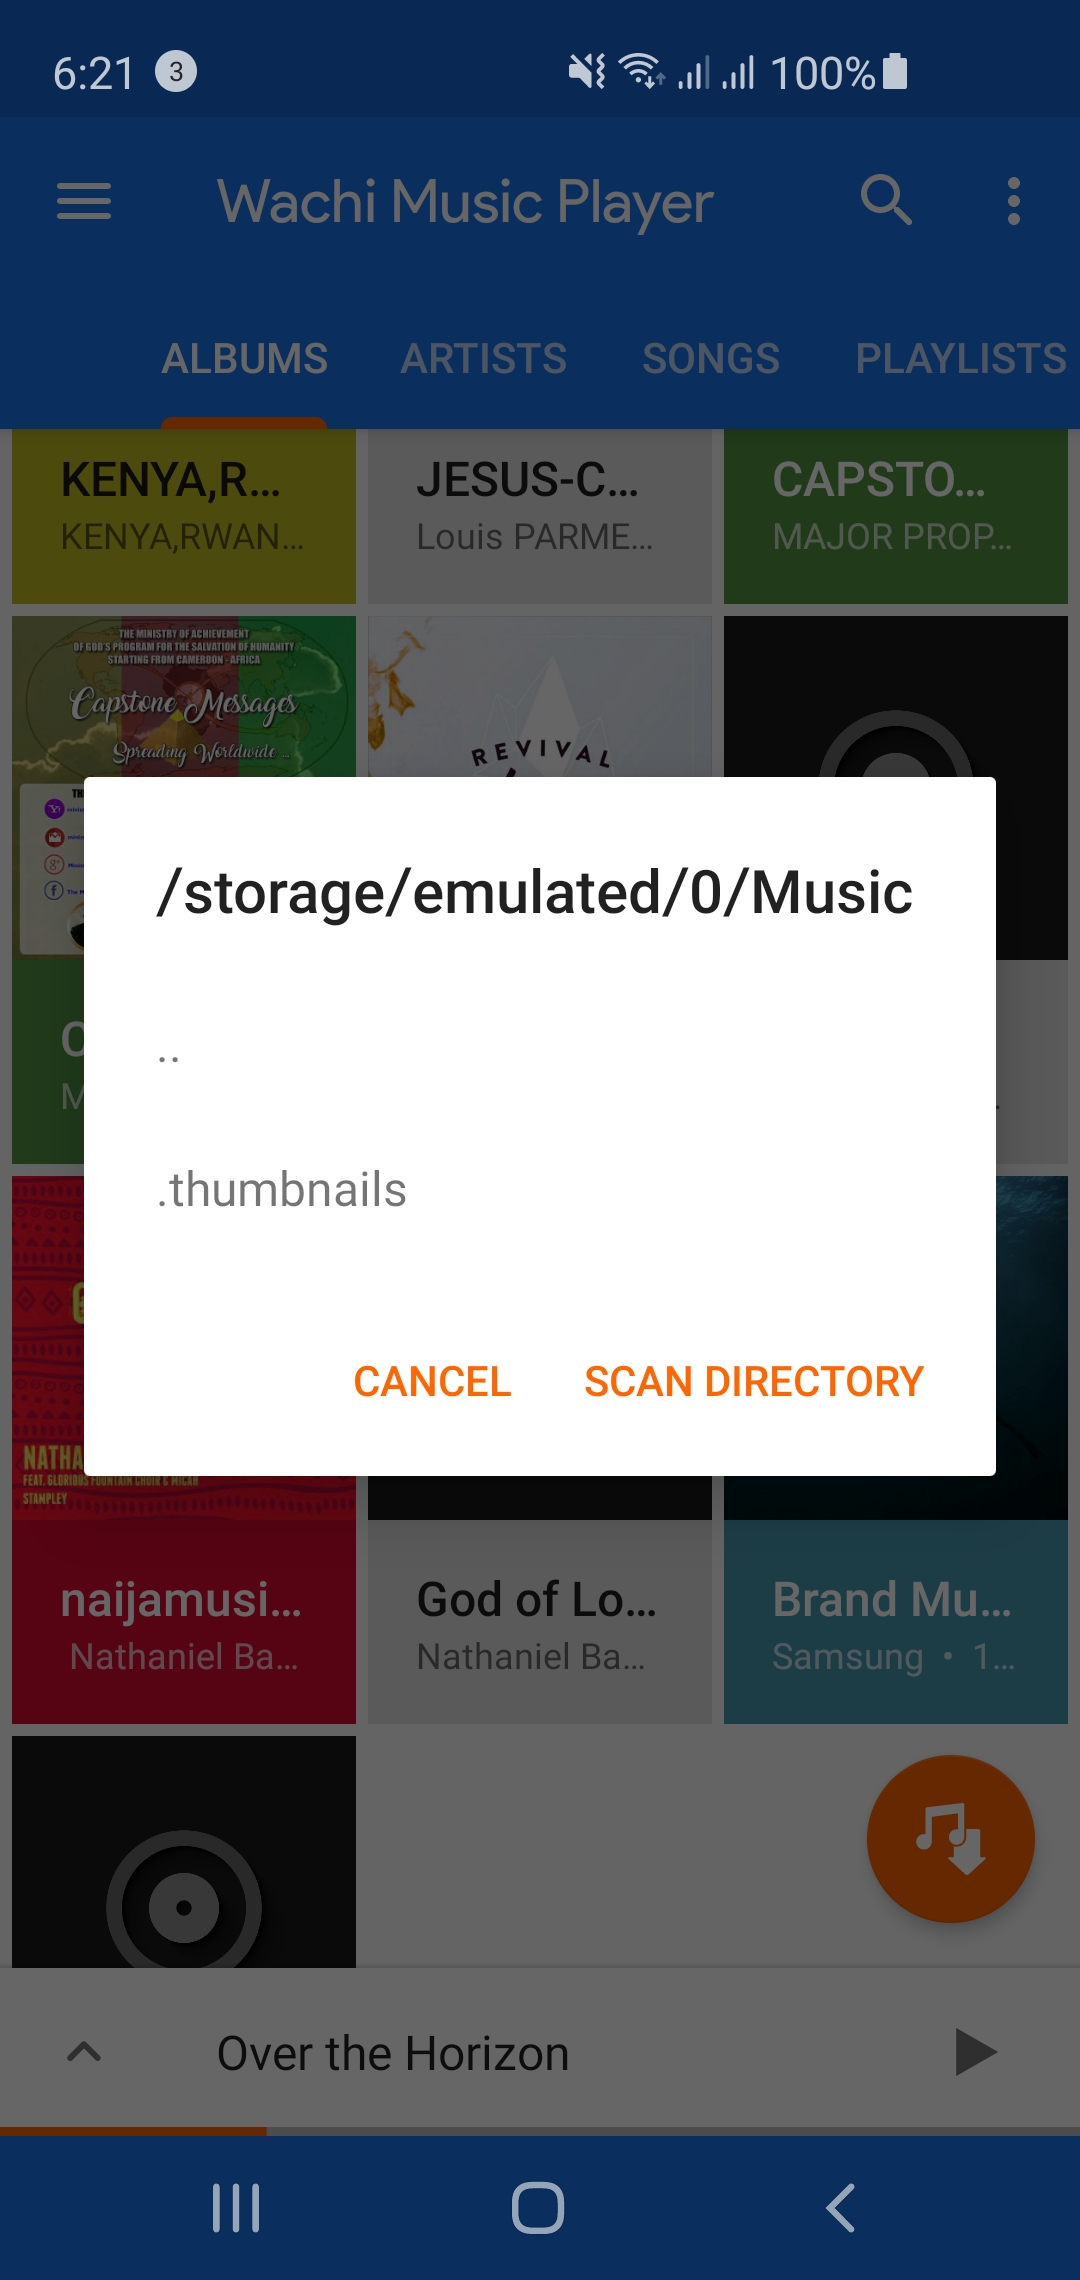 6:21 3 100%
Wachi Music Player
ALBUMS ARTISTS SONGS PLAYLISTS
KENYA,R... JESUS-C... CAPSTO...
KENYA,RWAN... Louis PARME... MAJOR PROP...
THE MINISTRY OF ACHIEVEMENT
OF GOD'S PROGRAM FOR THE SALVATION OF HUMANITY
STARTING FROM CAMEROON - AFRICA
Capstone Messages
Spreading Worldwide ...
REVIVAL
/storage/emulated/0/Music
..
.thumbnails
CANCEL SCAN DIRECTORY
NATHA
FEAT. GLORIOUS FOUNTAIN CHOIR & MICAH
STAMPLEY
naijamusi... God of Lo... Brand Mu...
Nathaniel Ba... Nathaniel Ba... Samsung • 1...
Over the Horizon